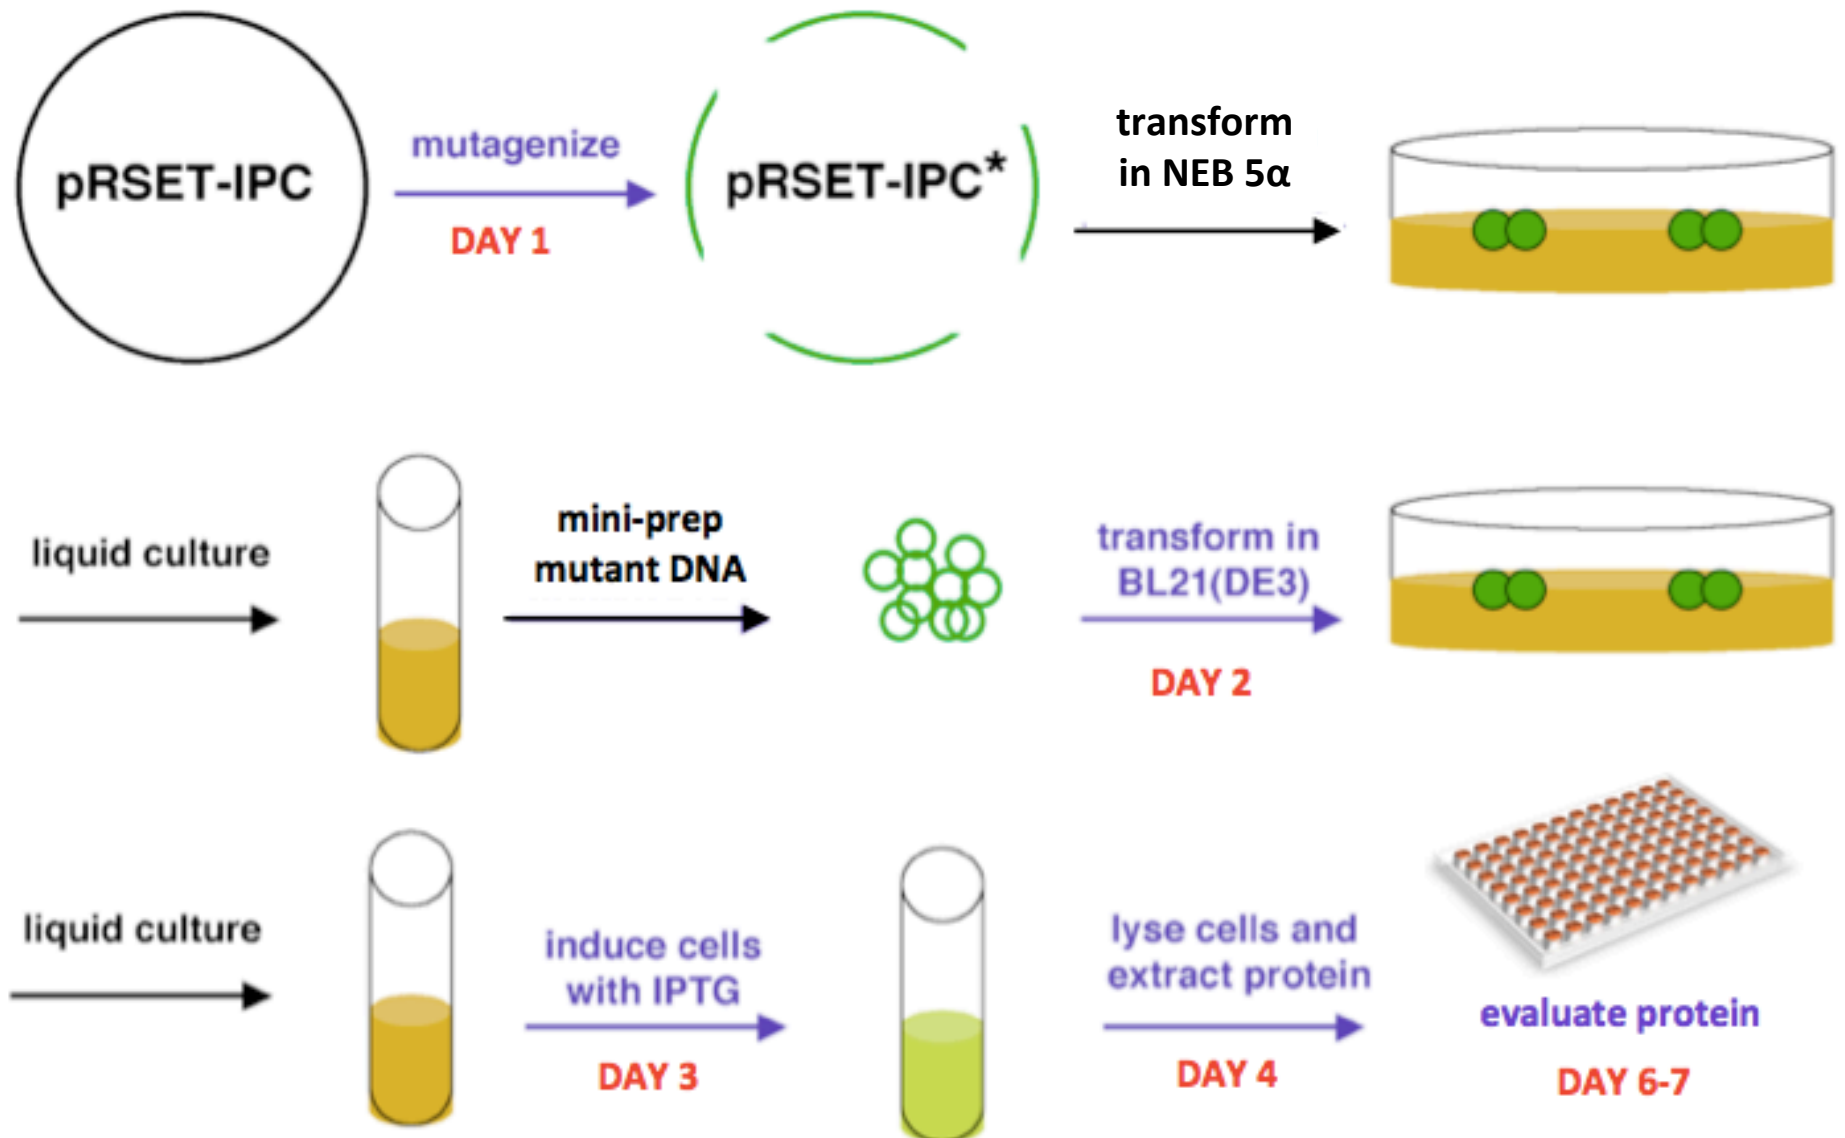 pRSET-IPC
mutagenize
DAY 1
pRSET-IPC*
transform
in NEB 5α
liquid culture
mini-prep
mutant DNA
transform in
BL21(DE3)
DAY 2
liquid culture
induce cells
with IPTG
DAY 3
lyse cells and
extract protein
DAY 4
evaluate protein
DAY 6-7